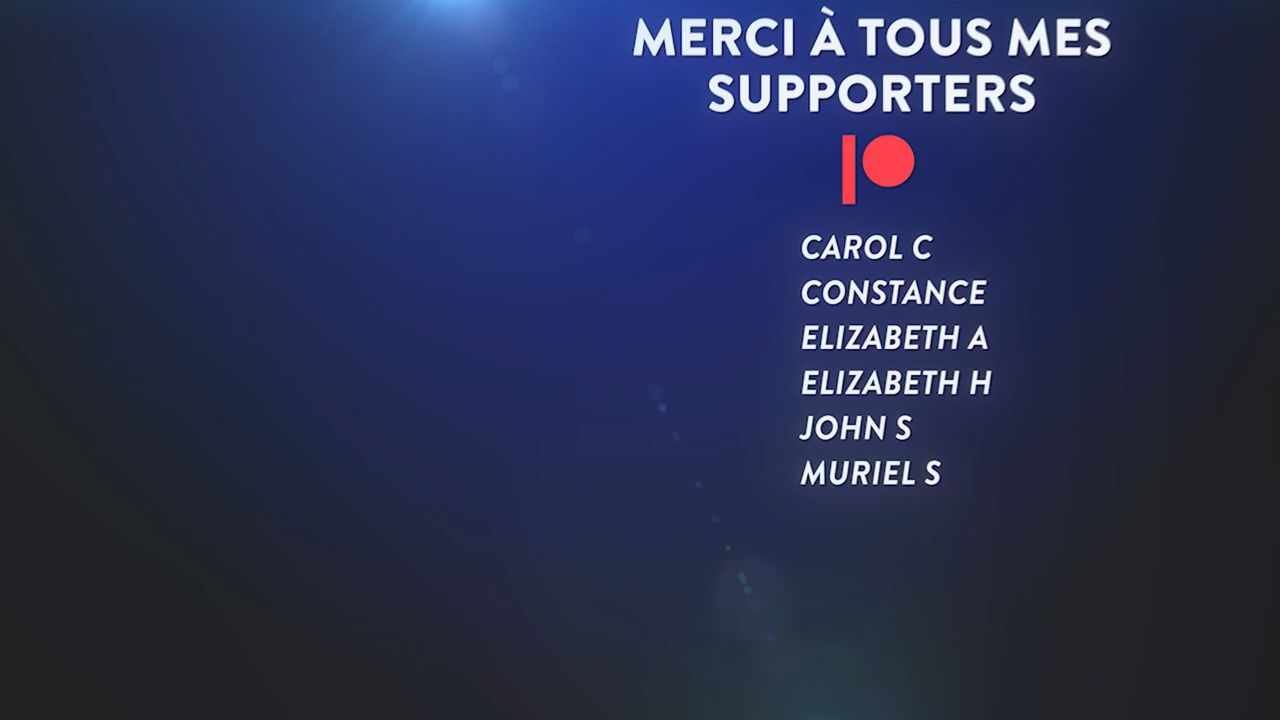 MERCI À TOUS MES
SUPPORTERS
CAROL C
CONSTANCE
ELIZABETH A
ELIZABETH H
JOHN S
MURIEL S